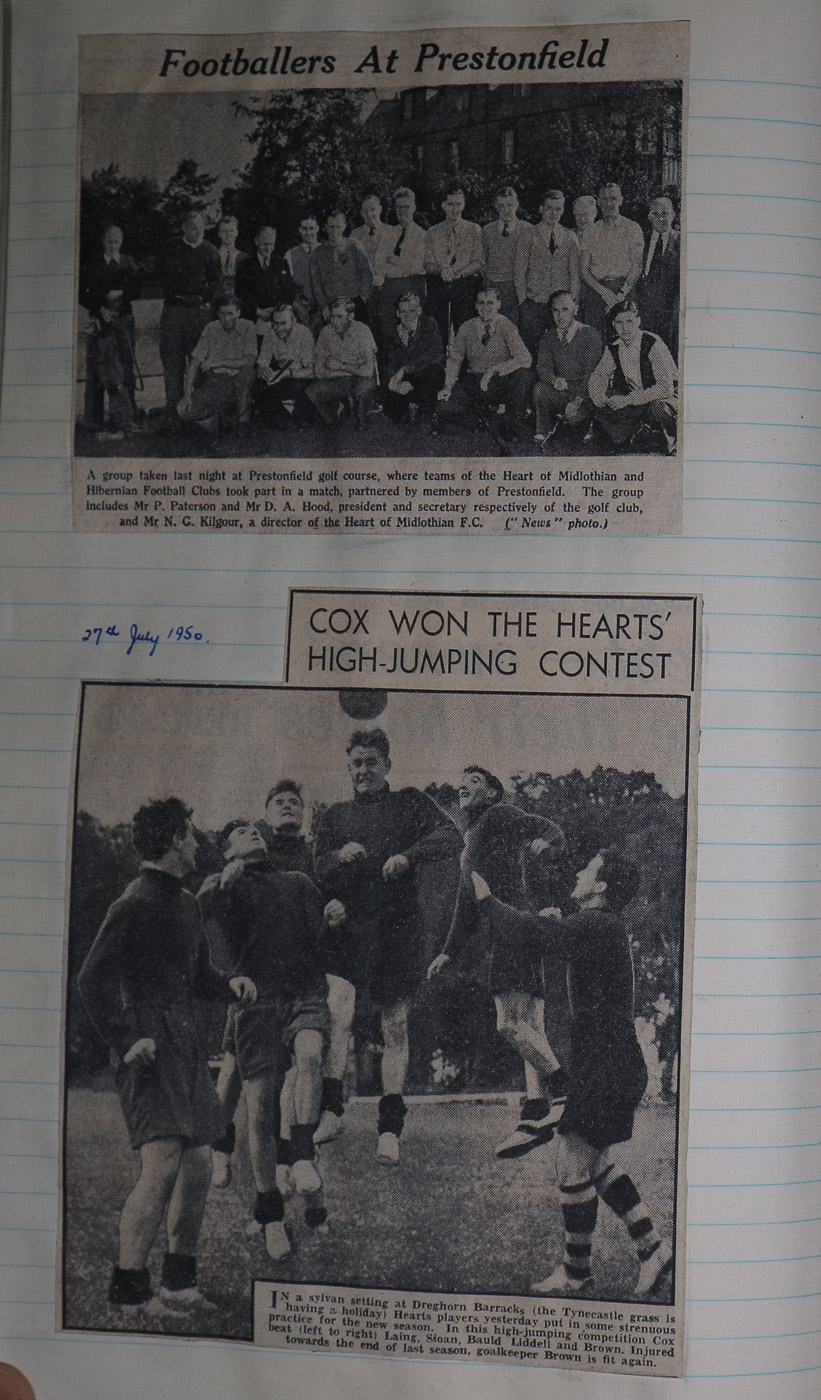 Footballers At Prestonfield
A group taken last night at Prestonfield golf course, where teams of the Heart of Midlothian and
Hibernian Football Clubs took part in a match, partnered by members of Prestonfield. The group
includes Mr P. Paterson and Mr D. A. Hood, president and secretary respectively of the golf club,
and Mr N. G. Kilgour, a director of the Heart of Midlothian F.C. ("News" photo.)
27th July 1950.
COX WON THE HEARTS'
HIGH-JUMPING CONTEST
IN a sylvan setting at Dreghorn Barracks (the Tynecastle grass is
having a holiday) Hearts players yesterday put in some strenuous
practice for the new season. In this high-jumping competition Cox
beat (left to right) Laing, Sloan, Bauld Liddell and Brown. Injured
towards the end of last season, goalkeeper Brown is fit again.